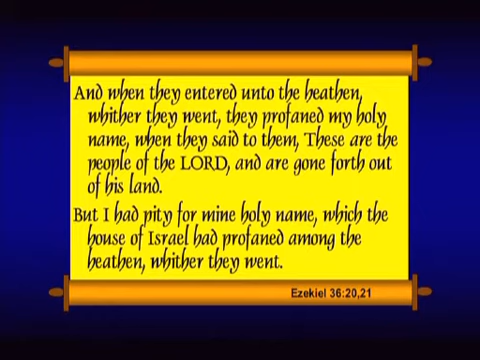 And when they entered unto the heathen,
whither they went, they profaned my holy
name, when they said to them, These are the
people of the LORD, and are gone forth out
of his land.
But I had pity for mine holy name, which the
house of Israel had profaned among the
heathen, whither they went.
Ezekiel 36:20,21